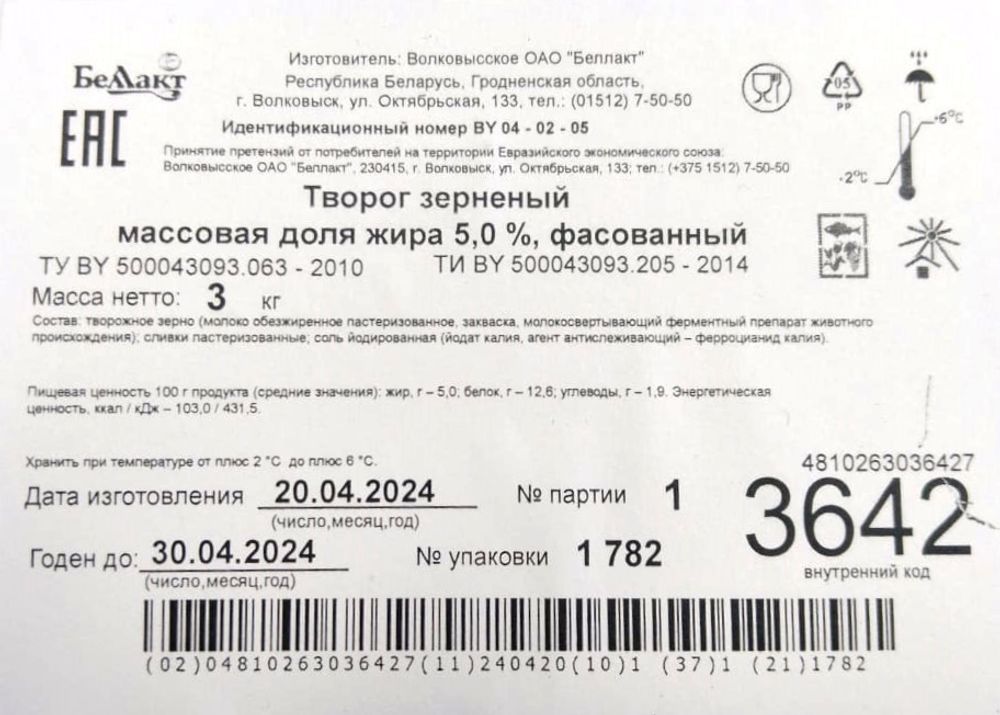 Беллакт
EAC
Изготовитель: Волковысское ОАО "Беллакт"
Республика Беларусь, Гродненская область,
г. Волковыск, ул. Октябрьская, 133, тел.: (01512) 7-50-50
Идентификационный номер BY 04 - 02 - 05
Принятие претензий от потребителей на территории Евразийского экономического союза:
Волковысское ОАО "Беллакт", 230415, г. Волковыск, ул. Октябрьская, 133; тел.: (+375 1512) 7-50-50
05
PP
+6°C
-2°C
Творог зерненый
массовая доля жира 5,0 %, фасованный
ТУ BY 500043093.063 - 2010 ТИ BY 500043093.205 - 2014
Масса нетто: 3 кг
Состав: творожное зерно (молоко обезжиренное пастеризованное, закваска, молокосвертывающий ферментный препарат животного
происхождения); сливки пастеризованные; соль йодированная (йодат калия, агент антислеживающий – ферроцианид калия).
Пищевая ценность 100 г продукта (средние значения): жир, г – 5,0; белок, г – 12,6; углеводы, г – 1,9. Энергетическая
ценность, ккал / кДж – 103,0 / 431,5.
Хранить при температуре от плюс 2 °C до плюс 6 °C.
Дата изготовления 20.04.2024 № партии 1
(число,месяц,год)
Годен до: 30.04.2024 № упаковки 1 782
(число,месяц,год)
4810263036427
3642
внутренний код
(02)04810263036427(11)240420(10)1 (37)1 (21)1782